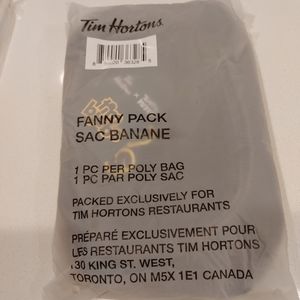 Tim Hortons
FANNY PACK
SAC BANANE
1 PC PER POLY BAG
1 PC PAR POLY SAC
PACKED EXCLUSIVELY FOR
TIM HORTONS RESTAURANTS
PRÉPARÉ EXCLUSIVEMENT POUR
LES RESTAURANTS TIM HORTONS
130 KING ST. WEST,
TORONTO, ON M5X 1E1 CANADA